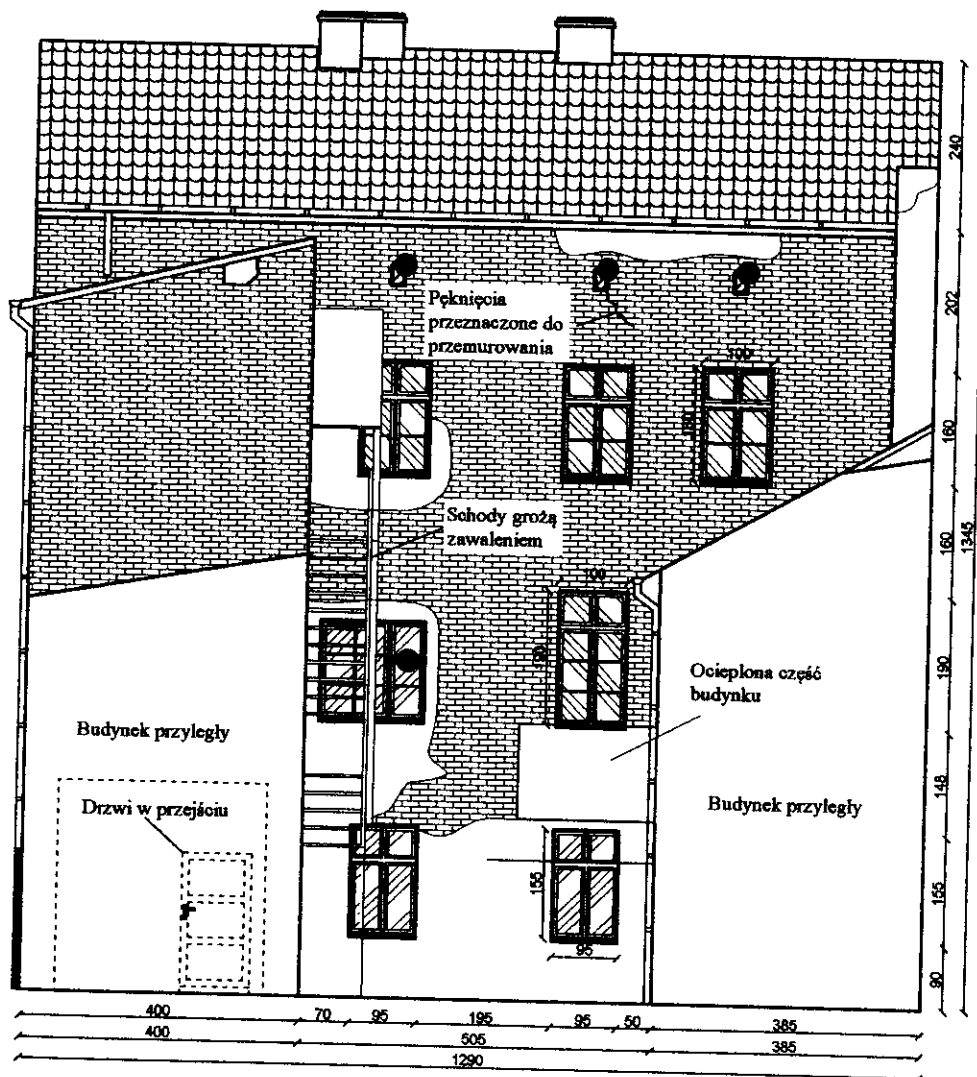 240
Pęknięcia
przeznaczone do
przemurowania
202
100
160
180
Schody grożą
zawaleniem
160
1345
100
190
Ocieplona część
budynku
190
Budynek przyległy
148
Drzwi w przejściu
Budynek przyległy
155
155
95
90
400 70 95 195 95 50 385
400 505 385
1290